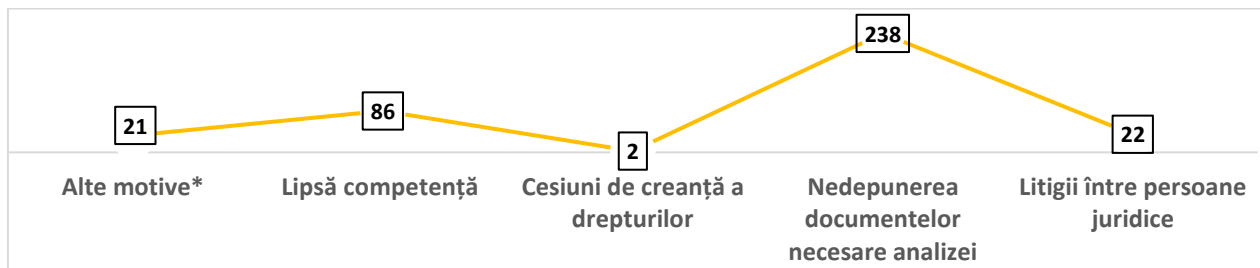 238
86
21
22
2
Alte motive*
Lipsă competență
Cesiuni de creanță a
drepturilor
Nedepunerea
documentelor
necesare analizei
Litigii între persoane
juridice